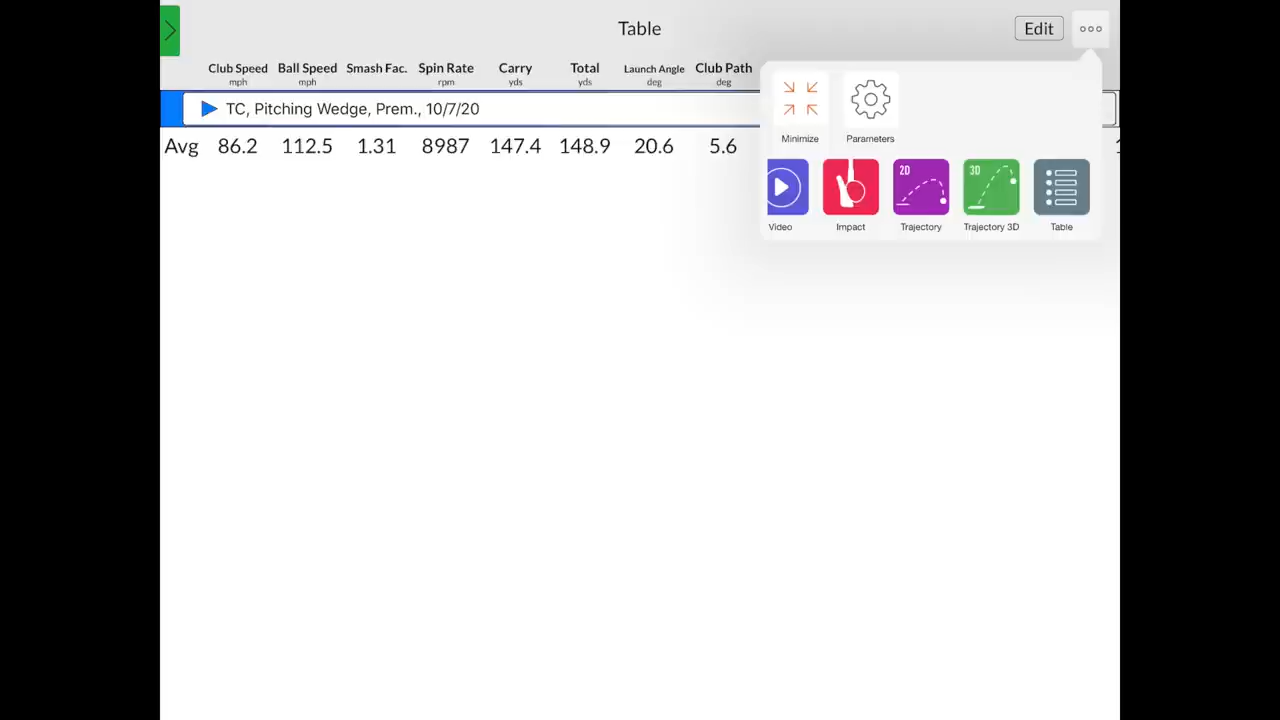 Table
Edit
Club Speed Ball Speed Smash Fac. Spin Rate Carry Total Launch Angle Club Path
mph mph rpm yds yds deg deg
TC, Pitching Wedge, Prem., 10/7/20
Avg 86.2 112.5 1.31 8987 147.4 148.9 20.6 5.6
Minimize Parameters
2D 3D
Video Impact Trajectory Trajectory 3D Table